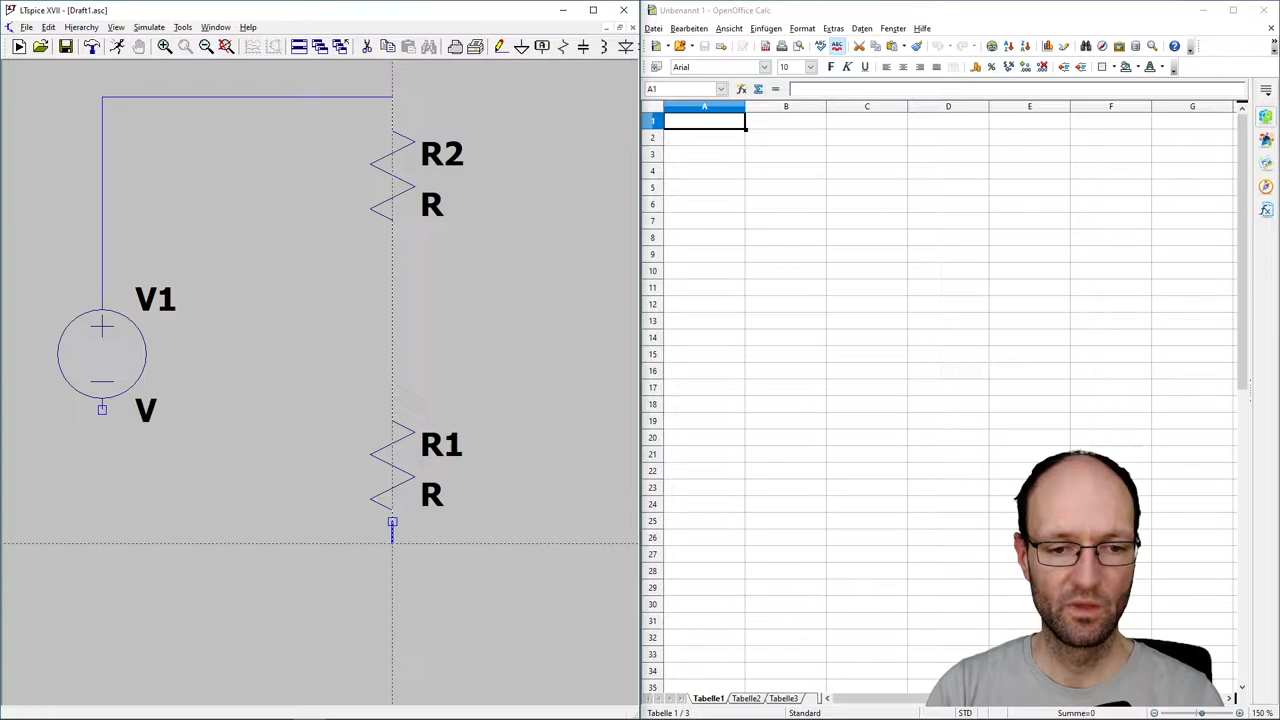 LTspice XVII - [Draft1.asc]
File Edit Hierarchy View Simulate Tools Window Help
R2
R
V1
V
R1
R
Unbenannt 1 - OpenOffice Calc
Datei Bearbeiten Ansicht Einfügen Format Extras Daten Fenster Hilfe
Arial 10 F K U
A1
A B C D E F G
1
2
3
4
5
6
7
8
9
10
11
12
13
14
15
16
17
18
19
20
21
22
23
24
25
26
27
28
29
30
31
32
33
34
35
Tabelle1 Tabelle2 Tabelle3
Tabelle 1 / 3 Standard STD Summe=0 150 %